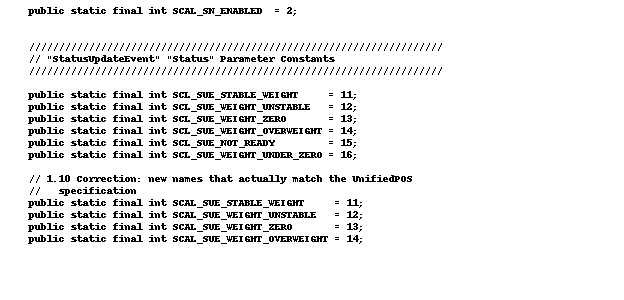 public static final int SCAL_SN_ENABLED  = 2;
/////////////////////////////////////////////////////////////////////
// "StatusUpdateEvent" "Status" Parameter Constants
/////////////////////////////////////////////////////////////////////
public static final int SCL_SUE_STABLE_WEIGHT     = 11;
public static final int SCL_SUE_WEIGHT_UNSTABLE   = 12;
public static final int SCL_SUE_WEIGHT_ZERO       = 13;
public static final int SCL_SUE_WEIGHT_OVERWEIGHT = 14;
public static final int SCL_SUE_NOT_READY         = 15;
public static final int SCL_SUE_WEIGHT_UNDER_ZERO = 16;
// 1.10 Correction: new names that actually match the UnifiedPOS
//   specification
public static final int SCAL_SUE_STABLE_WEIGHT     = 11;
public static final int SCAL_SUE_WEIGHT_UNSTABLE   = 12;
public static final int SCAL_SUE_WEIGHT_ZERO       = 13;
public static final int SCAL_SUE_WEIGHT_OVERWEIGHT = 14;